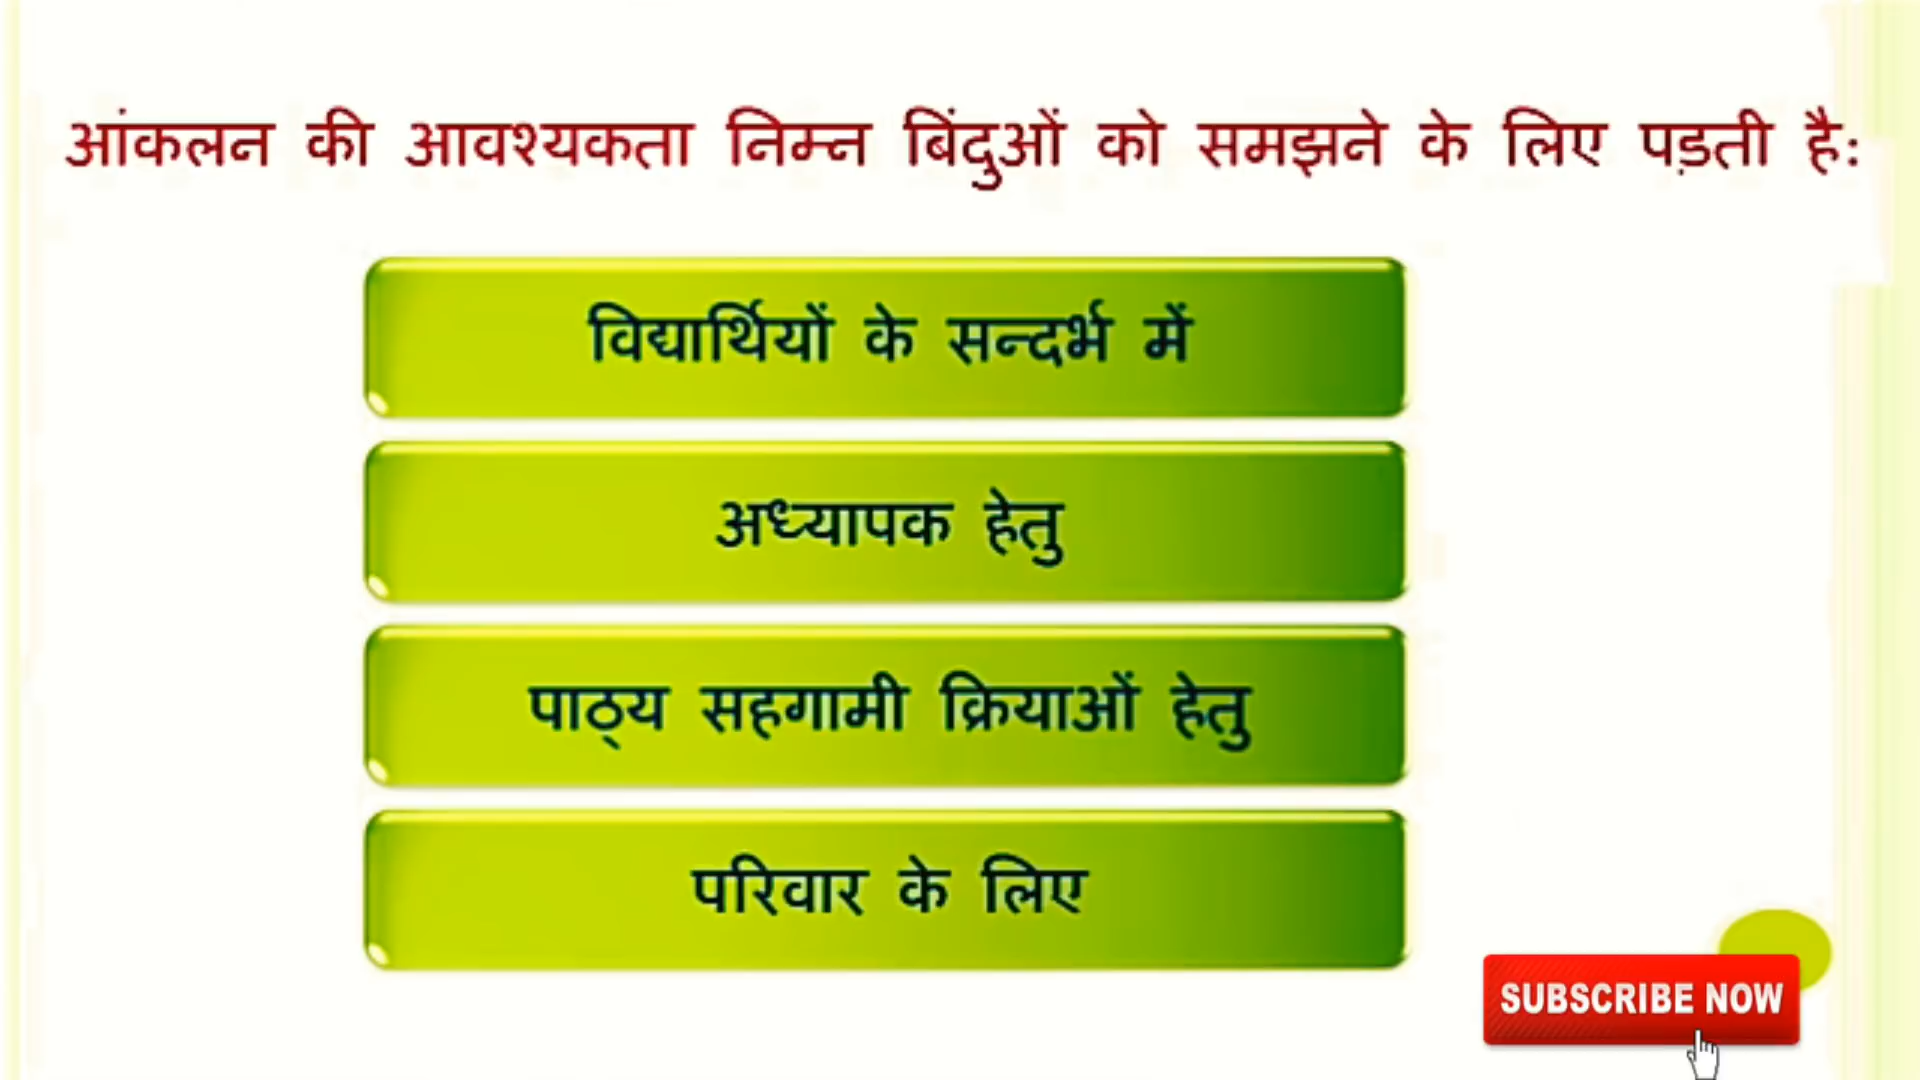 आंकलन की आवश्यकता निम्न बिंदुओं को समझने के लिए पड़ती है:
विद्यार्थियों के सन्दर्भ में
अध्यापक हेतु
पाठ्य सहगामी क्रियाओं हेतु
परिवार के लिए
SUBSCRIBE NOW